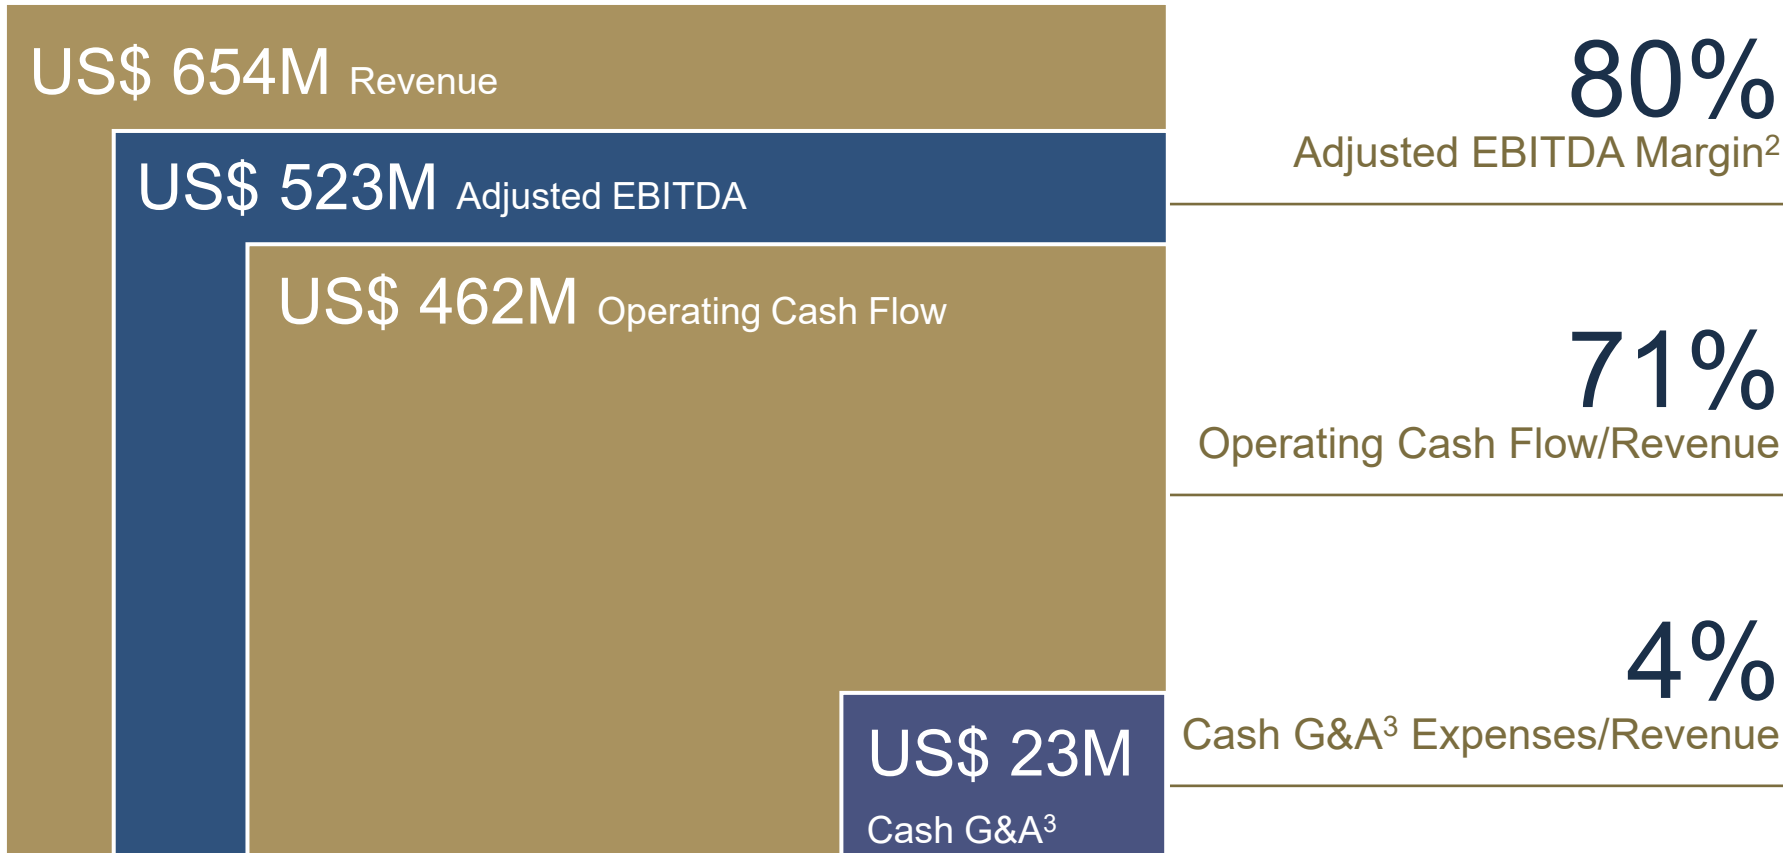 US$ 654M Revenue
US$ 523M Adjusted EBITDA
US$ 462M Operating Cash Flow
US$ 23M
Cash G&A³
80%
Adjusted EBITDA Margin²
71%
Operating Cash Flow/Revenue
4%
Cash G&A³ Expenses/Revenue